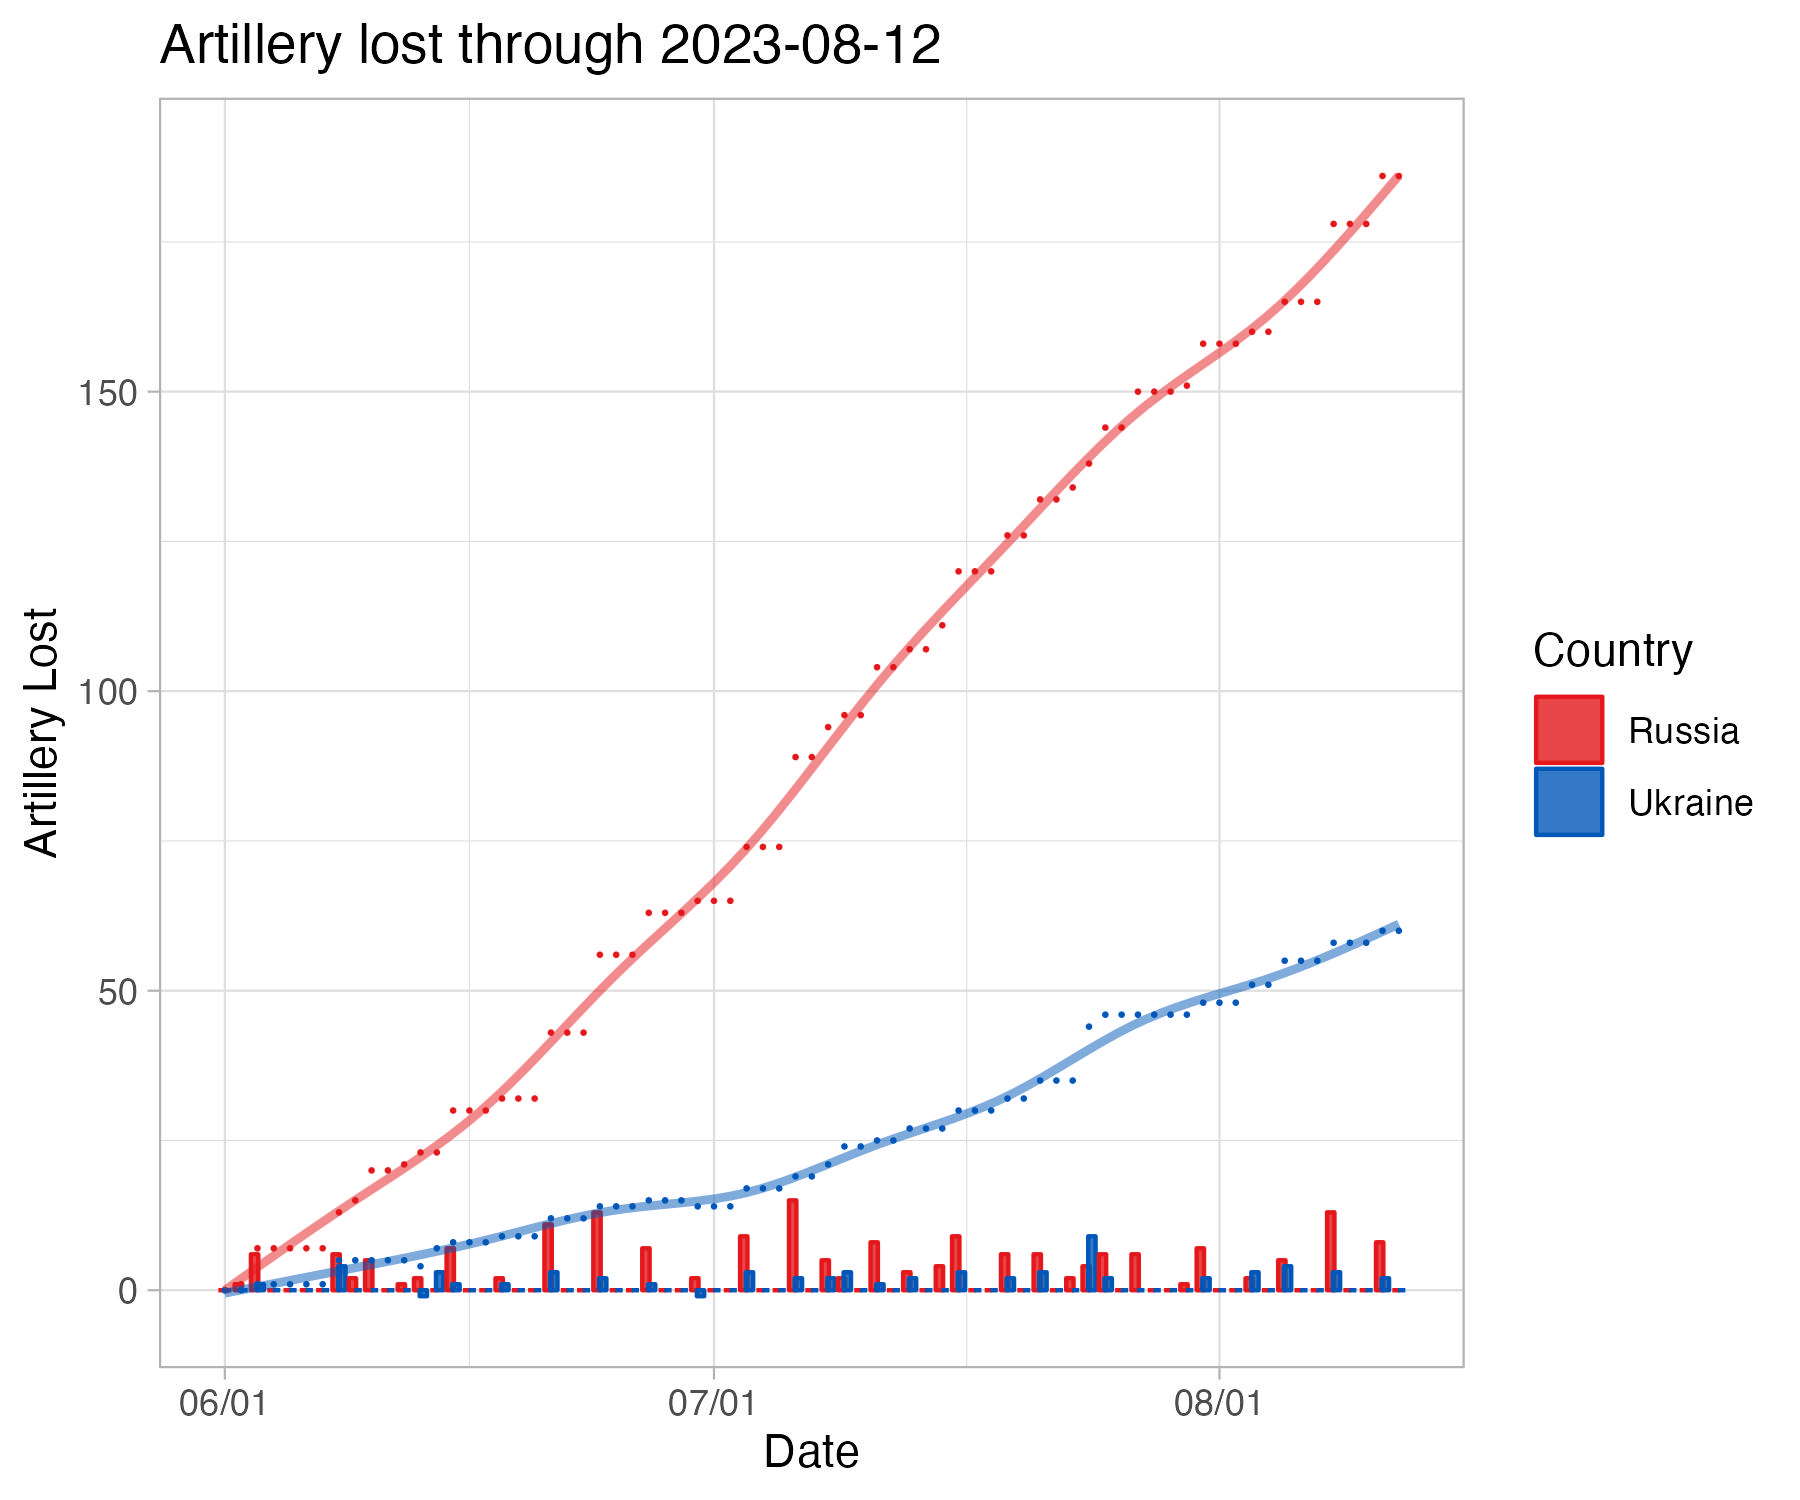 Artillery lost through 2023-08-12
Artillery Lost
150
100
50
0
06/01
07/01
08/01
Date
Country
Russia
Ukraine